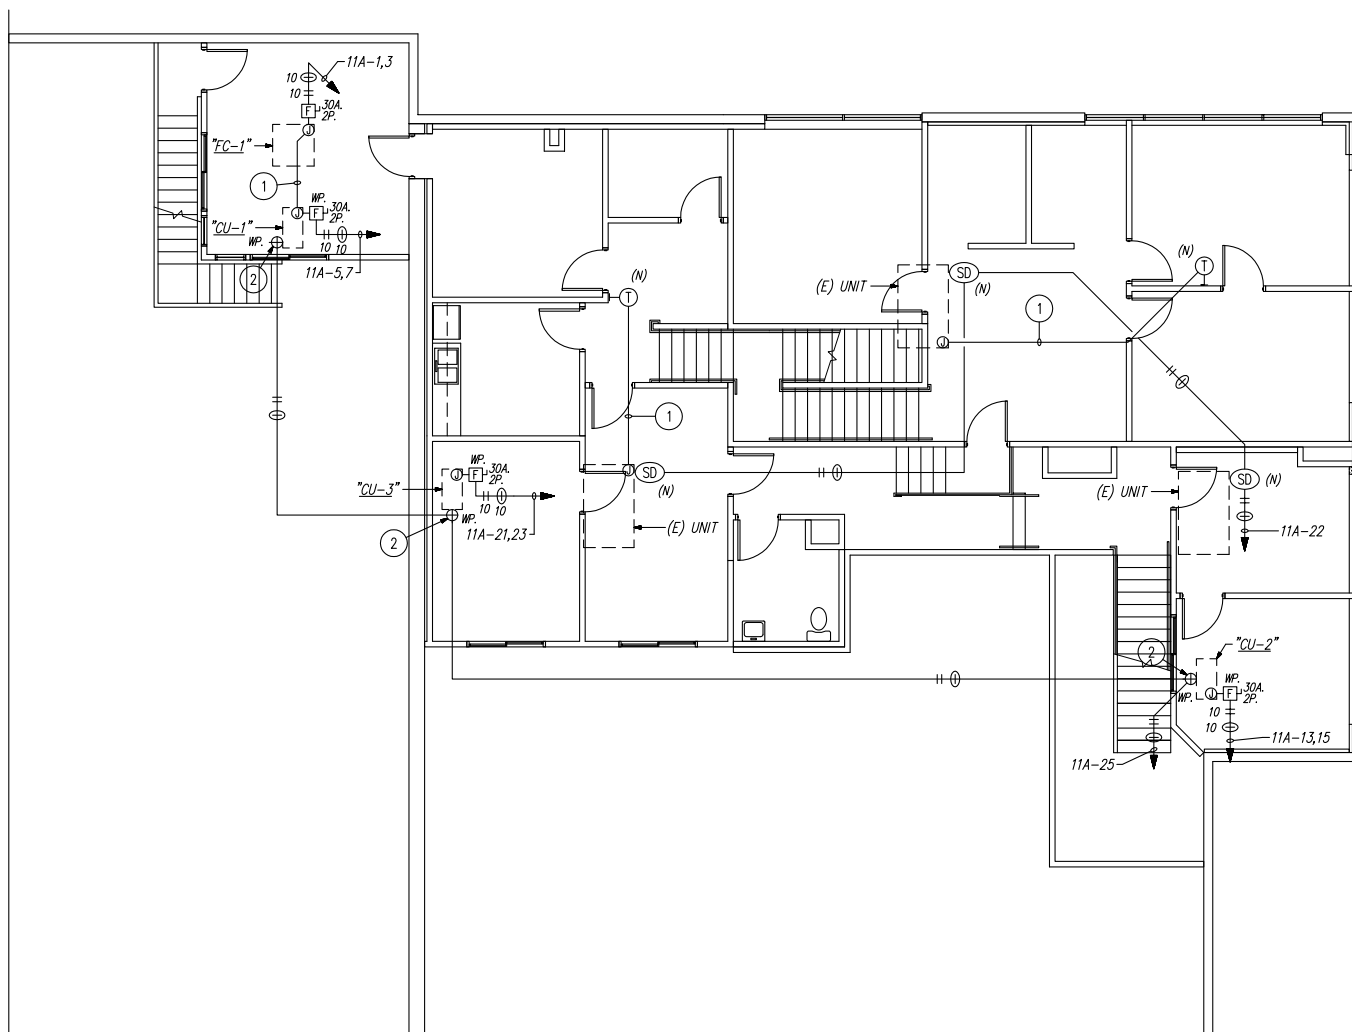 11A-1,3
10
10
F
30A.
2P.
J
"FC-1"
1
WP.
J
F
30A.
2P.
"CU-1"
WP.
10
10
2
11A-5,7
(N)
T
(E) UNIT
SD
(N)
(N)
T
1
J
1
J
SD
(N)
(E) UNIT
WP.
J
F
30A.
2P.
"CU-3"
10
10
WP.
11A-21,23
2
(E) UNIT
SD
(N)
11A-22
2
"CU-2"
WP.
J
F
30A.
2P.
WP.
10
10
11A-13,15
11A-25